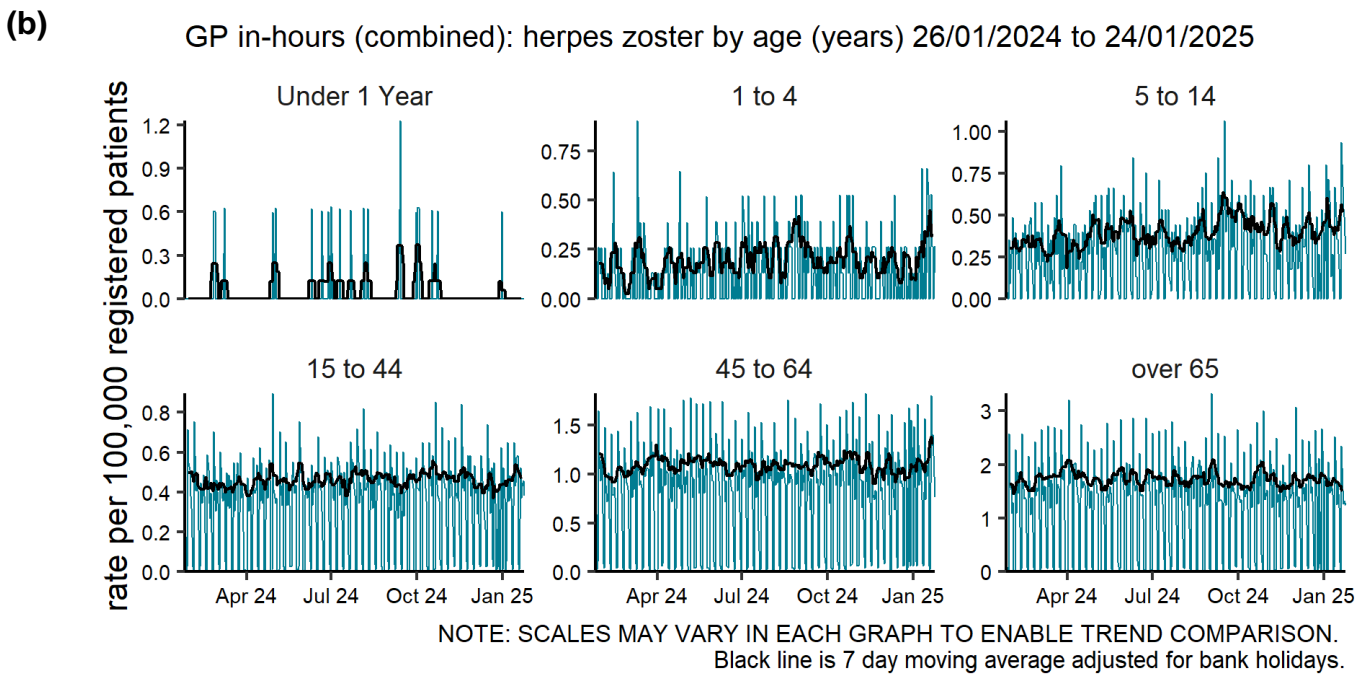 (b)
GP in-hours (combined): herpes zoster by age (years) 26/01/2024 to 24/01/2025
rate per 100,000 registered patients
Under 1 Year
1.2
0.9
0.6
0.3
0.0
1 to 4
0.75
0.50
0.25
0.00
5 to 14
1.00
0.75
0.50
0.25
0.00
15 to 44
0.8
0.6
0.4
0.2
0.0
Apr 24 Jul 24 Oct 24 Jan 25
45 to 64
1.5
1.0
0.5
0.0
Apr 24 Jul 24 Oct 24 Jan 25
over 65
3
2
1
0
Apr 24 Jul 24 Oct 24 Jan 25
NOTE: SCALES MAY VARY IN EACH GRAPH TO ENABLE TREND COMPARISON.
Black line is 7 day moving average adjusted for bank holidays.